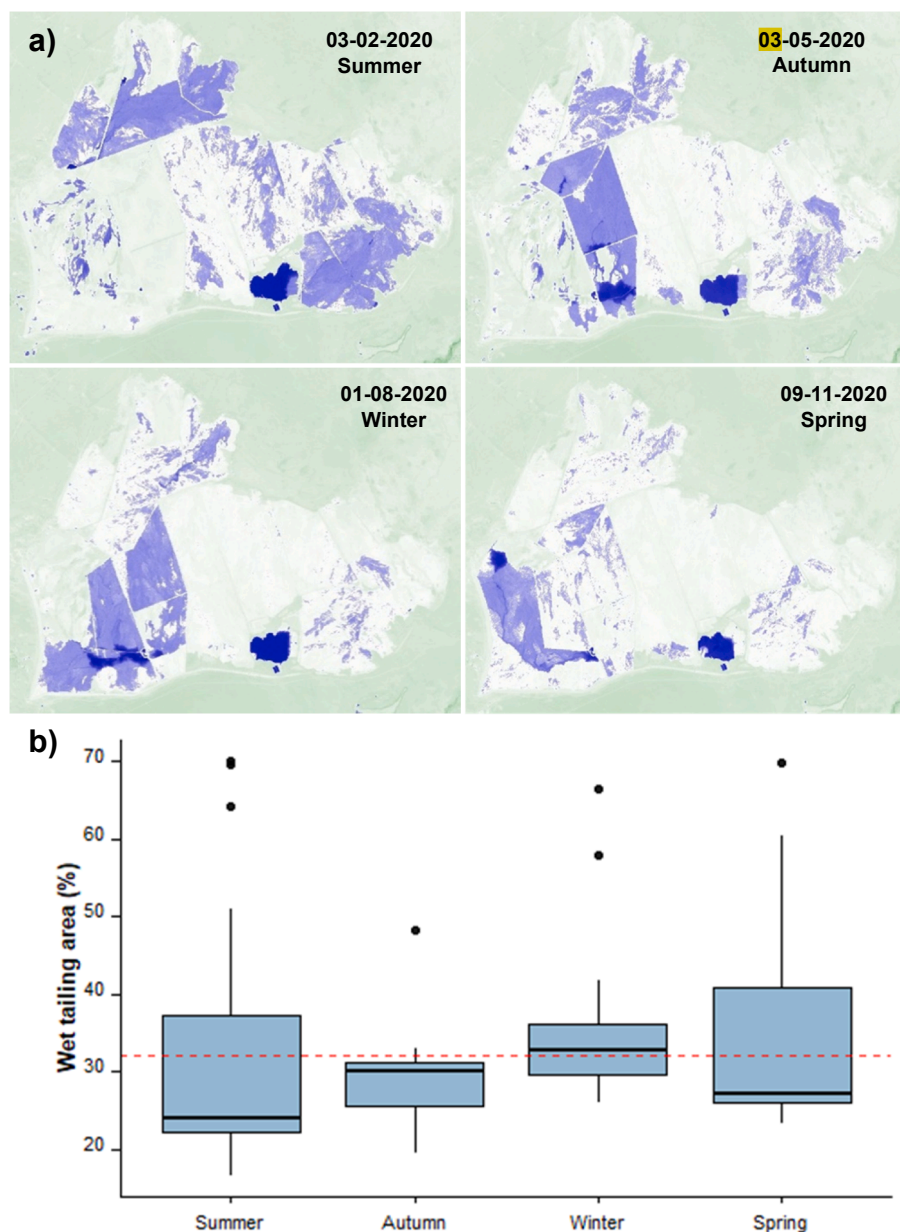 a)
03-02-2020
Summer
03-05-2020
Autumn
01-08-2020
Winter
09-11-2020
Spring
b)
70
60
50
40
30
20
Wet tailing area (%)
Summer Autumn Winter Spring